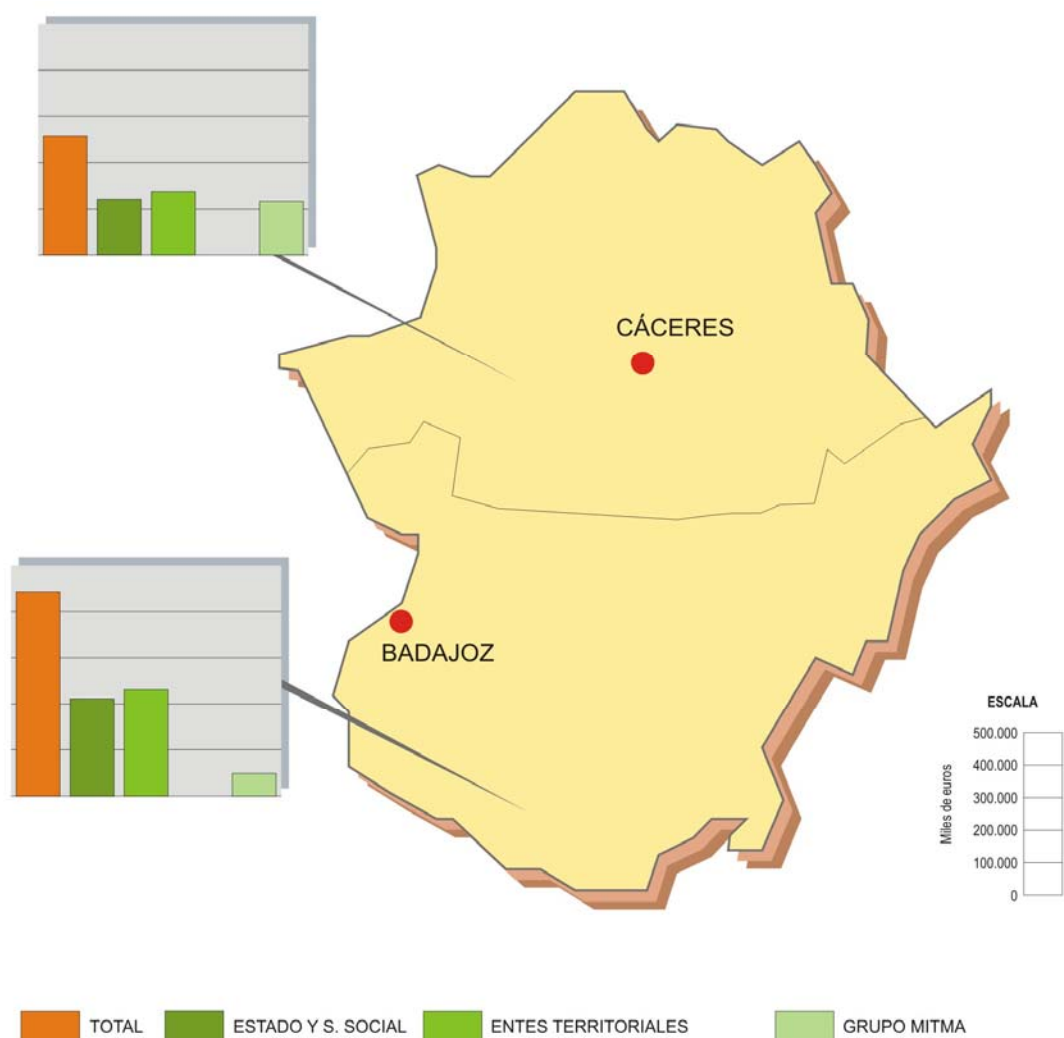 CÁCERES
BADAJOZ
ESCALA
Miles de euros
500.000
400.000
300.000
200.000
100.000
0
TOTAL
ESTADO Y S. SOCIAL
ENTES TERRITORIALES
GRUPO MITMA